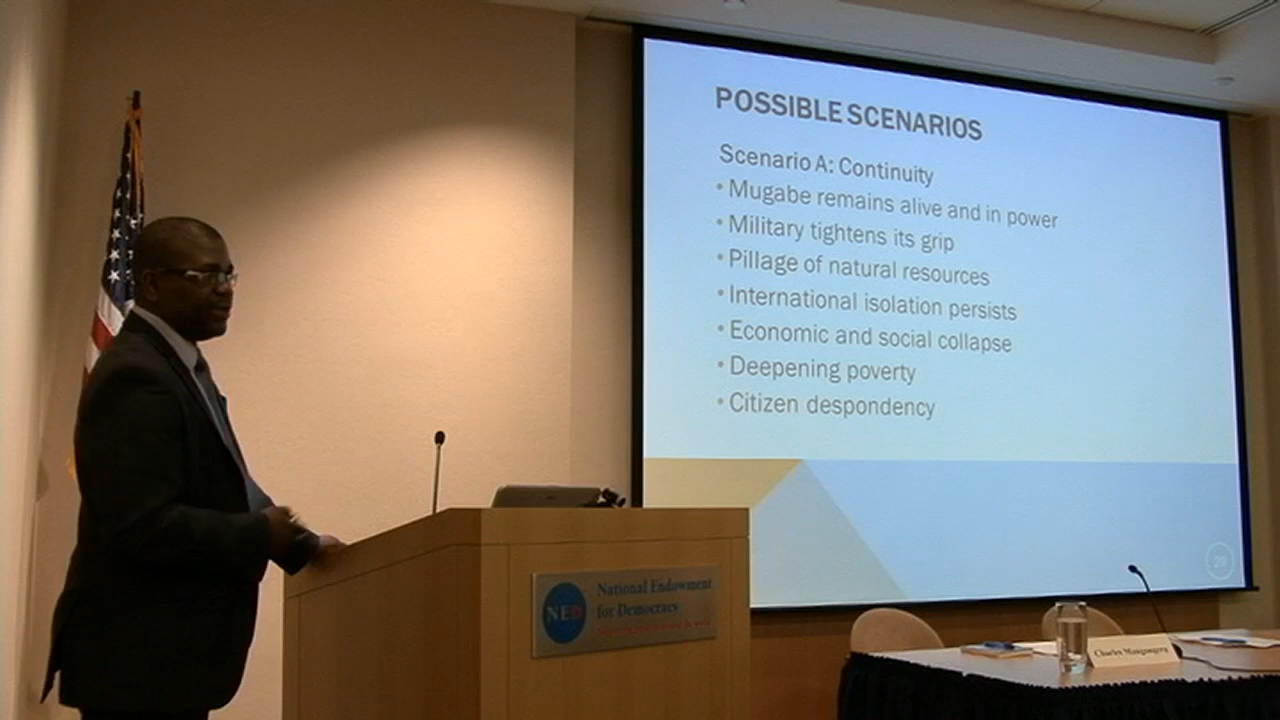 POSSIBLE SCENARIOS
Scenario A: Continuity
• Mugabe remains alive and in power
• Military tightens its grip
• Pillage of natural resources
• International isolation persists
• Economic and social collapse
• Deepening poverty
• Citizen despondency
20
NED
National Endowment
for Democracy
Charles Mangongera